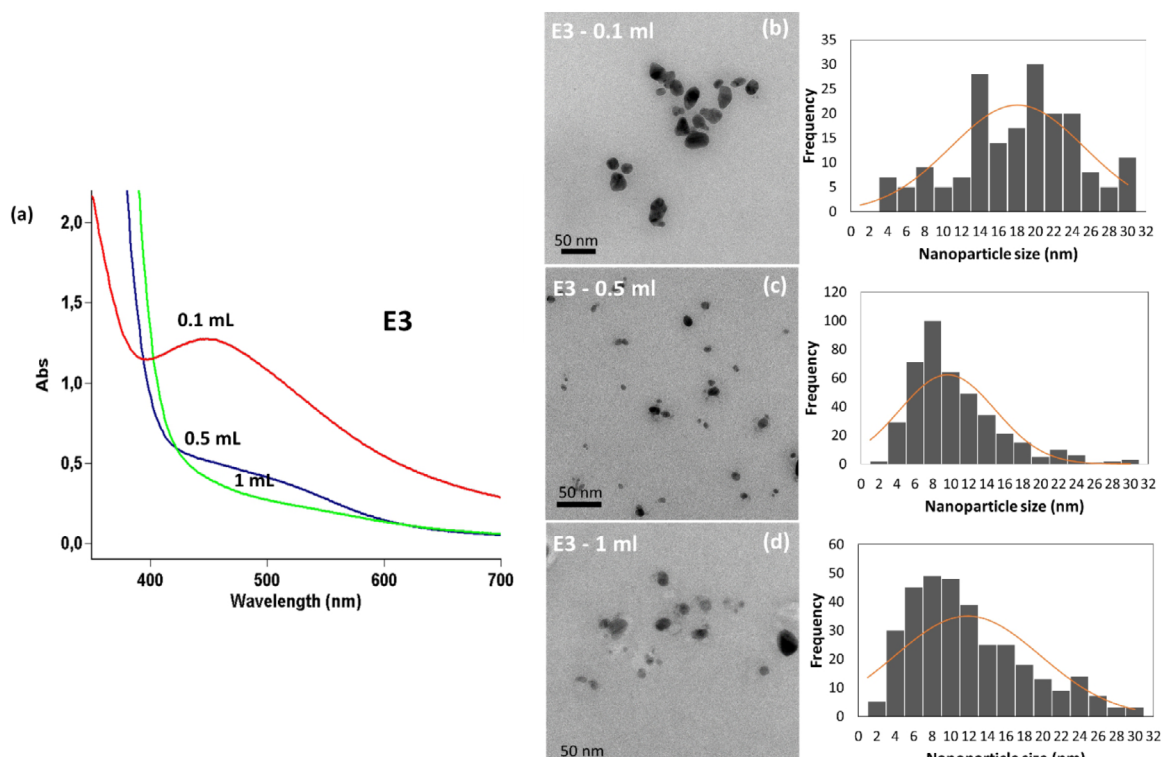 (a)
2,0
1,5
1,0
0,5
0,0
Abs
0.1 mL
E3
0.5 mL
1 mL
400 500 600 700
Wavelength (nm)
E3 - 0.1 ml (b)
50 nm
35
30
25
20
15
10
5
0
Frequency
0 2 4 6 8 10 12 14 16 18 20 22 24 26 28 30 32
Nanoparticle size (nm)
E3 - 0.5 ml (c)
50 nm
120
100
80
60
40
20
0
Frequency
2 4 6 8 10 12 14 16 18 20 22 24 26 28 30 32
Nanoparticle size (nm)
E3 - 1 ml (d)
50 nm
60
50
40
30
20
10
0
Frequency
2 4 6 8 10 12 14 16 18 20 22 24 26 28 30 32
Nanoparticle size (nm)